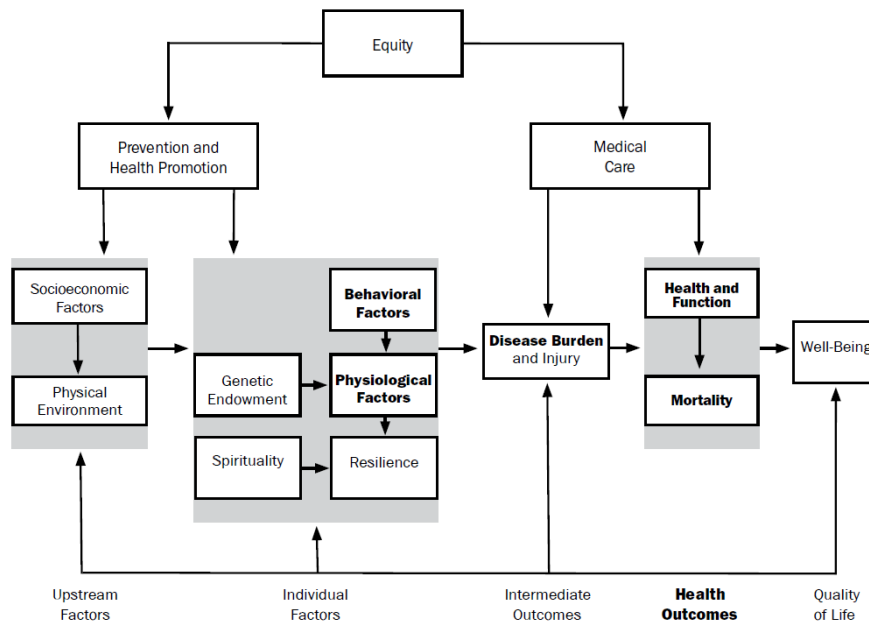 Equity
Prevention and
Health Promotion
Medical
Care
Socioeconomic
Factors
Physical
Environment
Behavioral
Factors
Genetic
Endowment
Physiological
Factors
Spirituality
Resilience
Disease Burden
and Injury
Health and
Function
Mortality
Well-Being
Upstream
Factors
Individual
Factors
Intermediate
Outcomes
Health
Outcomes
Quality
of Life